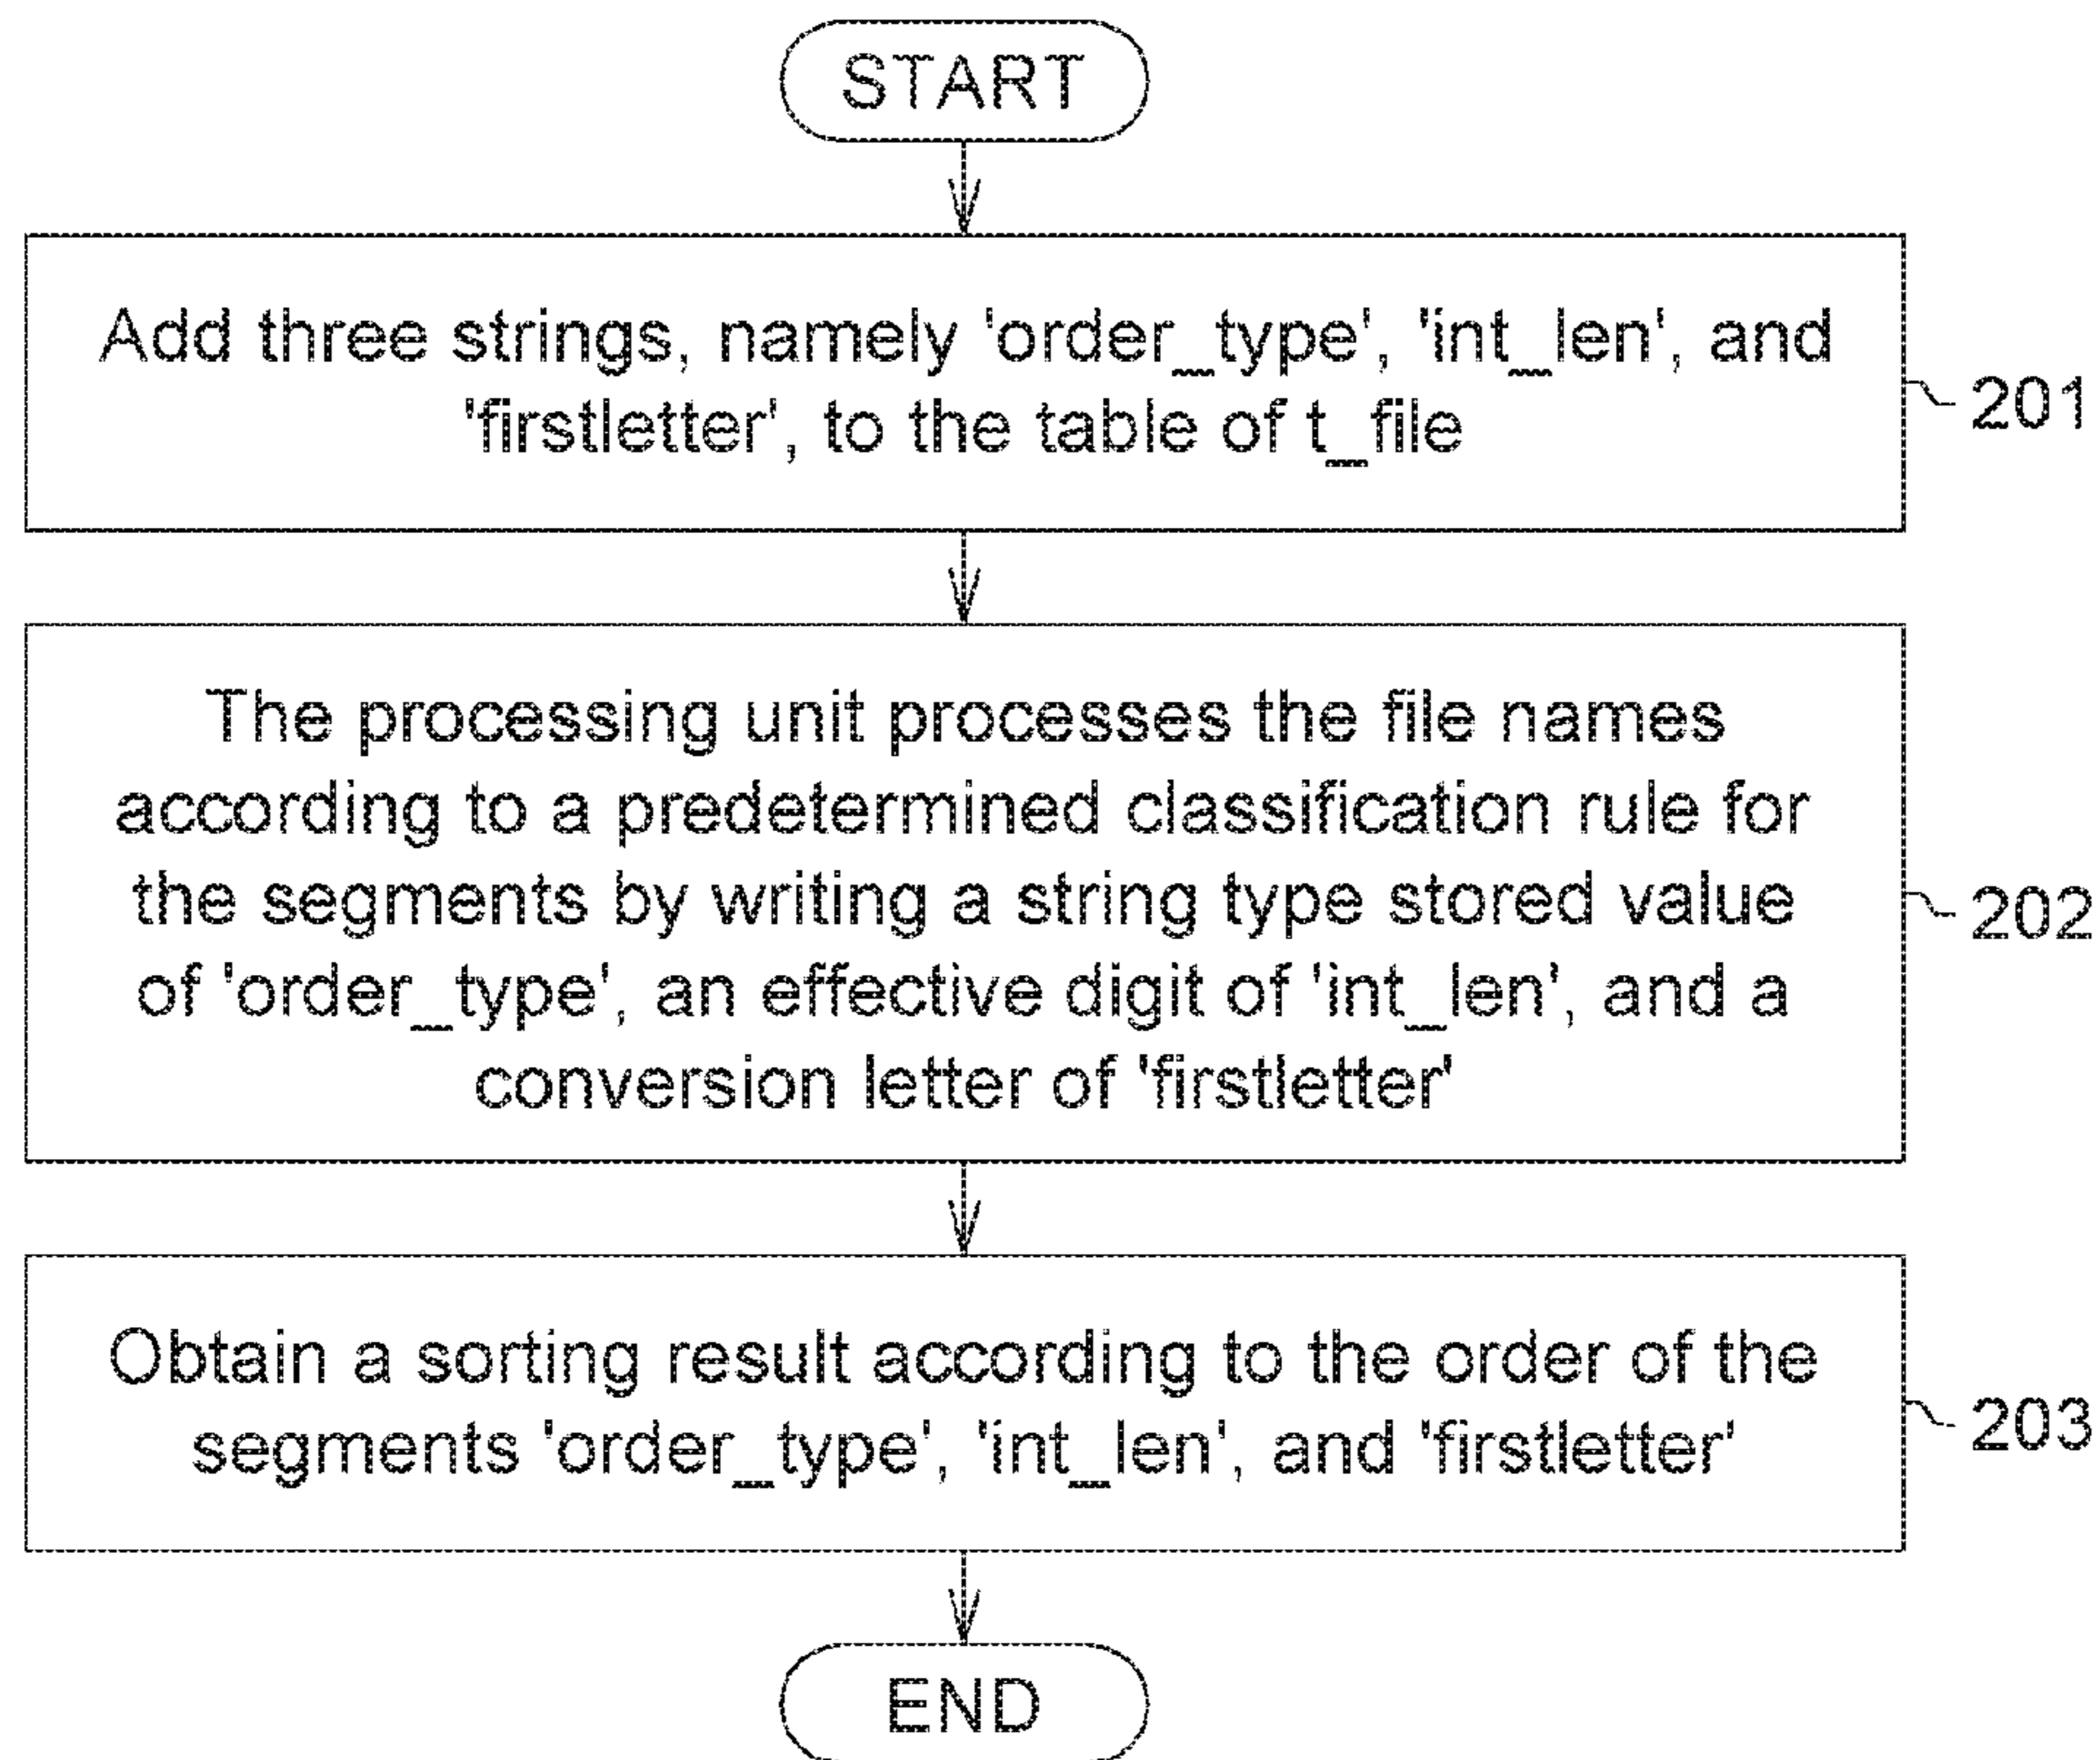 START
Add three strings, namely 'order_type', 'int_len', and
'firstletter', to the table of t_file
201
The processing unit processes the file names
according to a predetermined classification rule for
the segments by writing a string type stored value
of 'order_type', an effective digit of 'int_len', and a
conversion letter of 'firstletter'
202
Obtain a sorting result according to the order of the
segments 'order_type', 'int_len', and 'firstletter'
203
END